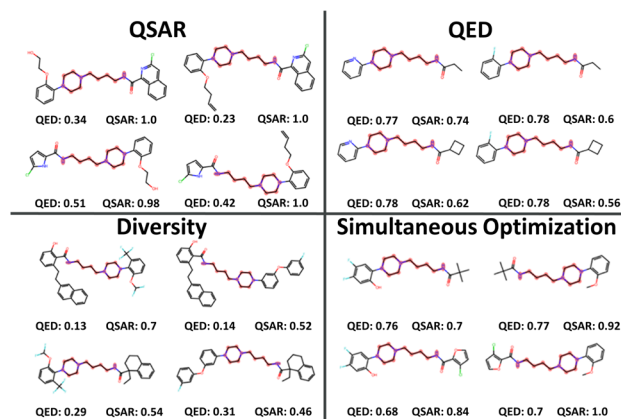 QSAR
QED: 0.34 QSAR: 1.0 QED: 0.23 QSAR: 1.0
QED: 0.51 QSAR: 0.98 QED: 0.42 QSAR: 1.0
QED
QED: 0.77 QSAR: 0.74 QED: 0.78 QSAR: 0.6
QED: 0.78 QSAR: 0.62 QED: 0.78 QSAR: 0.56
Diversity
QED: 0.13 QSAR: 0.7 QED: 0.14 QSAR: 0.52
QED: 0.29 QSAR: 0.54 QED: 0.31 QSAR: 0.46
Simultaneous Optimization
QED: 0.76 QSAR: 0.7 QED: 0.77 QSAR: 0.92
QED: 0.68 QSAR: 0.84 QED: 0.7 QSAR: 1.0